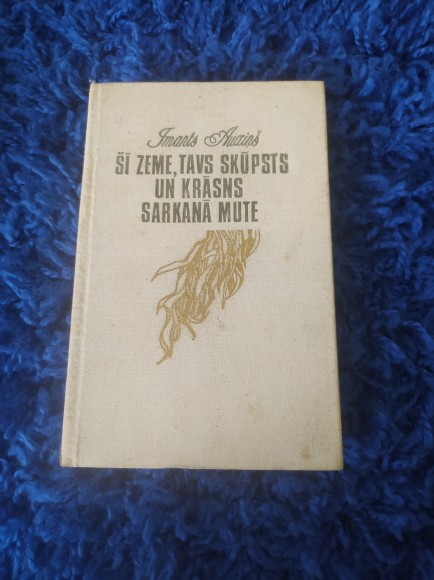 Imants Auziņš
ŠĪ ZEME, TAVS SKŪPSTS
UN KRĀSNS
SARKANĀ MUTE